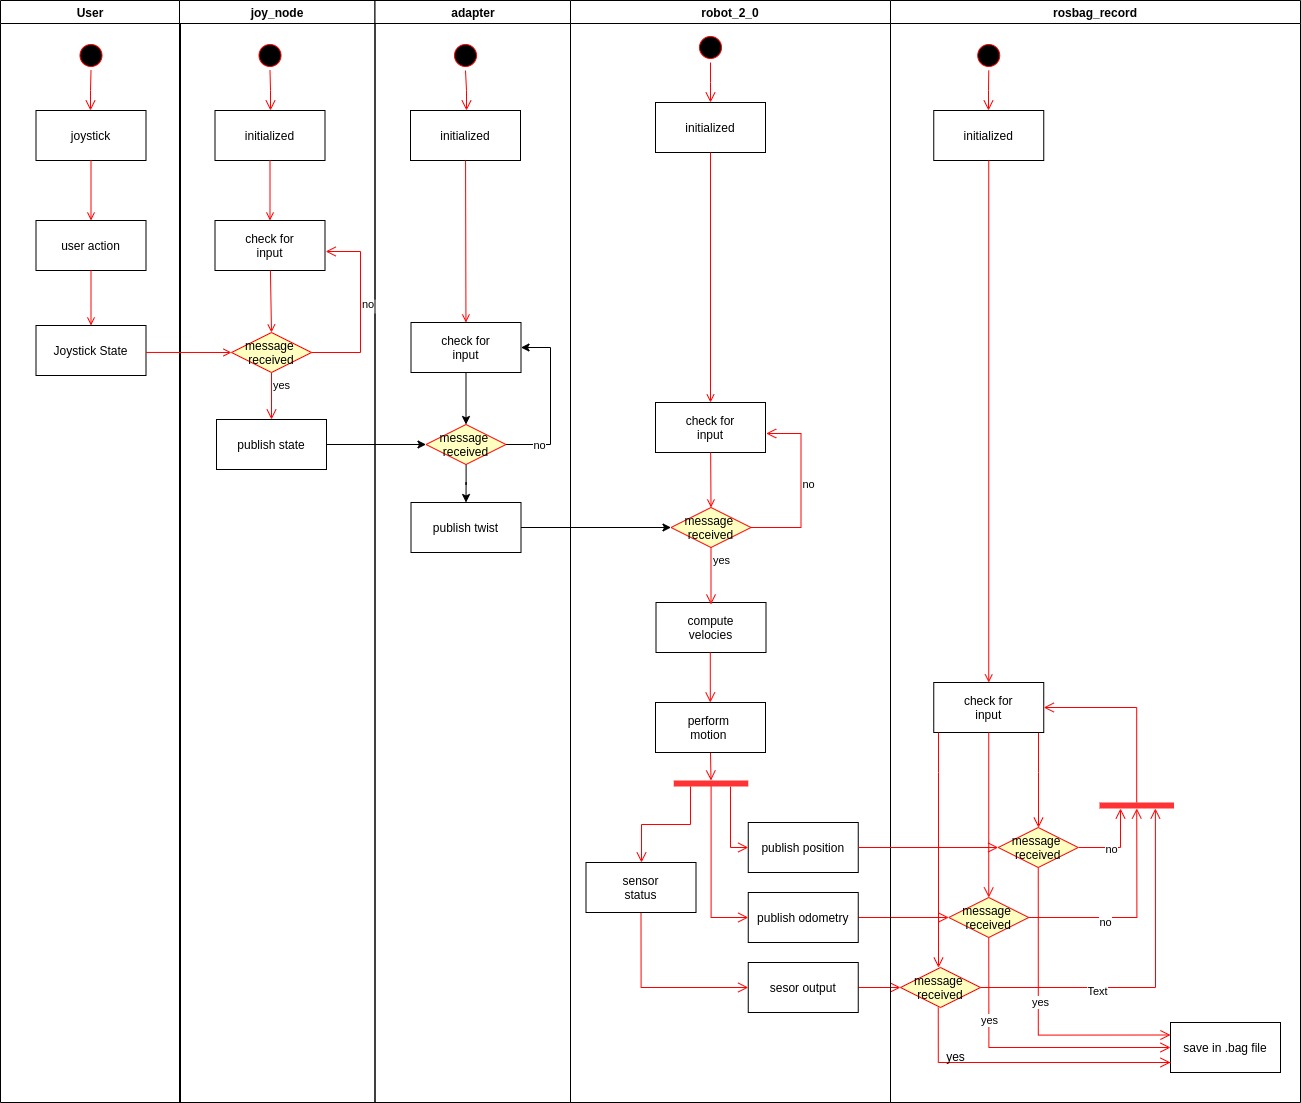 User
joy_node
adapter
robot_2_0
rosbag_record
joystick
user action
Joystick State
initialized
check for
input
message
received
no
yes
publish state
initialized
check for
input
message
received
no
publish twist
initialized
check for
input
message
received
no
yes
compute
velocies
perform
motion
sensor
status
publish position
publish odometry
sesor output
initialized
check for
input
message
received
no
message
received
no
message
received
Text
yes
yes
yes
save in .bag file